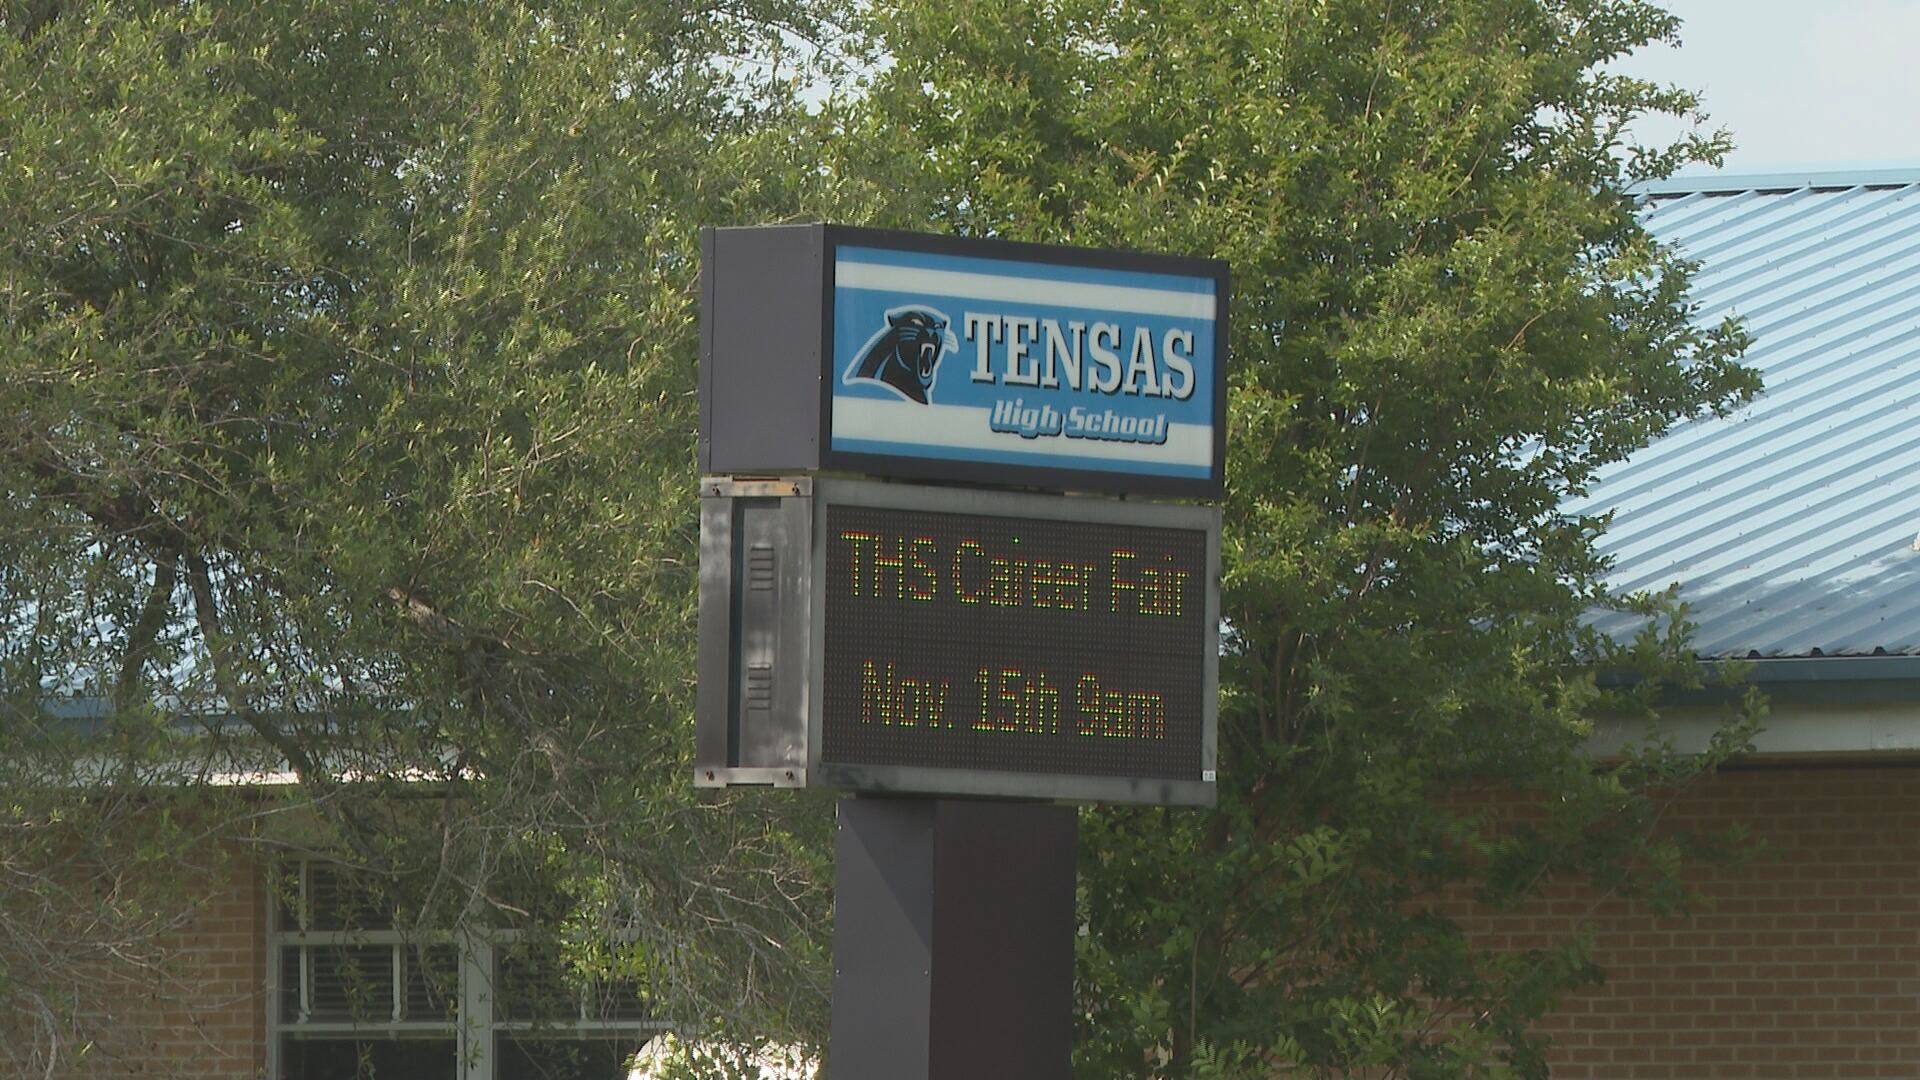 TENSAS
High School
THS Career Fair
Nov. 15th 9am